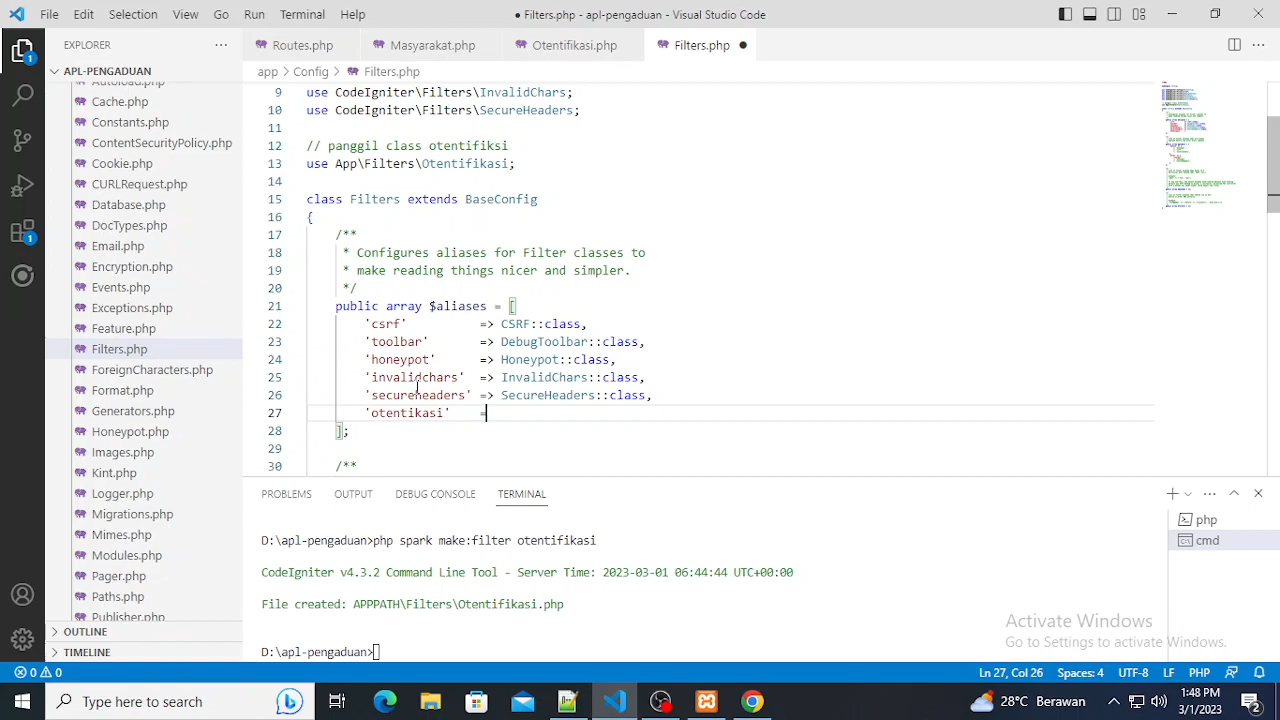 File Edit Selection View Go Run Terminal Help
● Filters.php - apl-pengaduan - Visual Studio Code
EXPLORER
Routes.php
Masyarakat.php
Otentifikasi.php
Filters.php
APL-PENGADUAN
app > Config > Filters.php
Autoload.php
Cache.php
Constants.php
ContentSecurityPolicy.php
Cookie.php
CURLRequest.php
Database.php
DocTypes.php
Email.php
Encryption.php
Events.php
Exceptions.php
Feature.php
Filters.php
ForeignCharacters.php
Format.php
Generators.php
Honeypot.php
Images.php
Kint.php
Logger.php
Migrations.php
Mimes.php
Modules.php
Pager.php
Paths.php
Publisher.php
OUTLINE
TIMELINE
9 use CodeIgniter\Filters\InvalidChars;
10 use CodeIgniter\Filters\SecureHeaders;
11
12 // panggil class otentifiksi
13 use App\Filters\Otentifikasi;
14
15 class Filters extends BaseConfig
16 {
17 /**
18 * Configures aliases for Filter classes to
19 * make reading things nicer and simpler.
20 */
21 public array $aliases = [
22 'csrf' => CSRF::class,
23 'toolbar' => DebugToolbar::class,
24 'honeypot' => Honeypot::class,
25 'invalidchars' => InvalidChars::class,
26 'secureheaders' => SecureHeaders::class,
27 'otentikasi' =
28 ];
29
30 /**
PROBLEMS OUTPUT DEBUG CONSOLE TERMINAL
php
cmd
D:\apl-pengaduan>php spark make:filter otentifikasi
CodeIgniter v4.3.2 Command Line Tool - Server Time: 2023-03-01 06:44:44 UTC+00:00
File created: APPPATH\Filters\Otentifikasi.php
D:\apl-pengaduan>
Activate Windows
Go to Settings to activate Windows.
0 0
Ln 27, Col 26 Spaces: 4 UTF-8 LF PHP
Type here to search
28°C Berawan
1:48 PM
3/1/2023
2
1
1